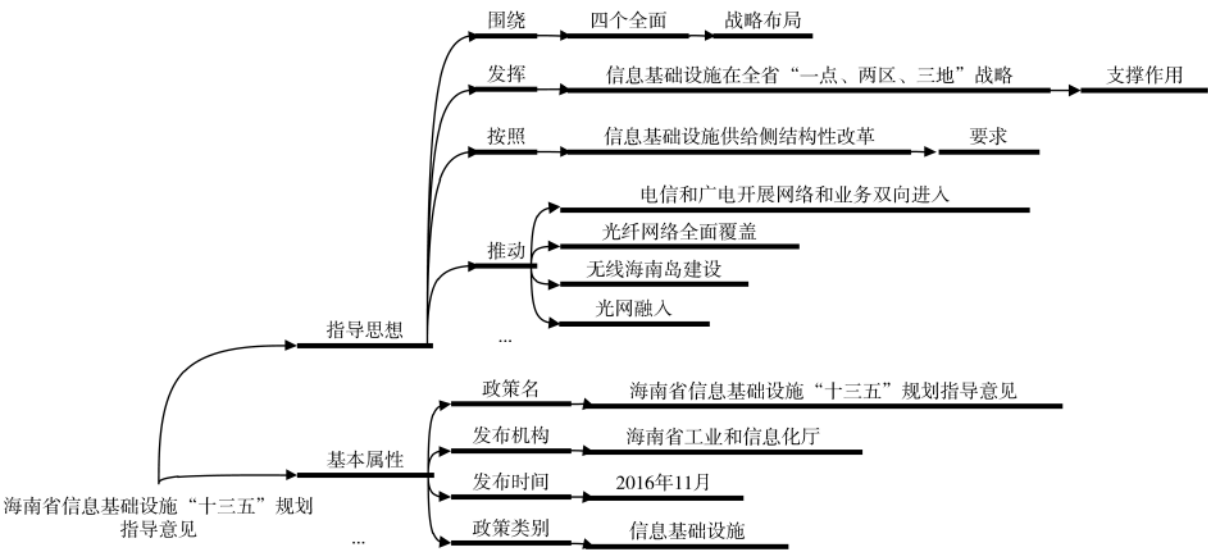 围绕
四个全面
战略布局
发挥
信息基础设施在全省“一点、两区、三地”战略
支撑作用
按照
信息基础设施供给侧结构性改革
要求
电信和广电开展网络和业务双向进入
推动
光纤网络全面覆盖
无线海南岛建设
光网融入
指导思想
...
政策名
海南省信息基础设施“十三五”规划指导意见
发布机构
海南省工业和信息化厅
基本属性
发布时间
2016年11月
海南省信息基础设施“十三五”规划
指导意见
政策类别
信息基础设施
...